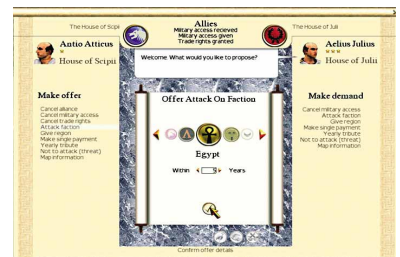 The House of Scipii
Allies
The House of Julii
Military access recieved
Military access given
Trade rights granted
Antio Atticus
House of Scipii
Aelius Julius
House of Julii
Welcome What would you like to propose?
Make offer
Cancel alliance
Cancel military access
Cancel trade rights
Attack faction
Give region
Make single payment
Yearly tribute
Not to attack (threat)
Map information
Offer Attack On Faction
Egypt
Within 5 Years
Make demand
Cancel military access
Attack faction
Give region
Make single payment
Yearly tribute
Not to attack (threat)
Map information
Confirm offer details